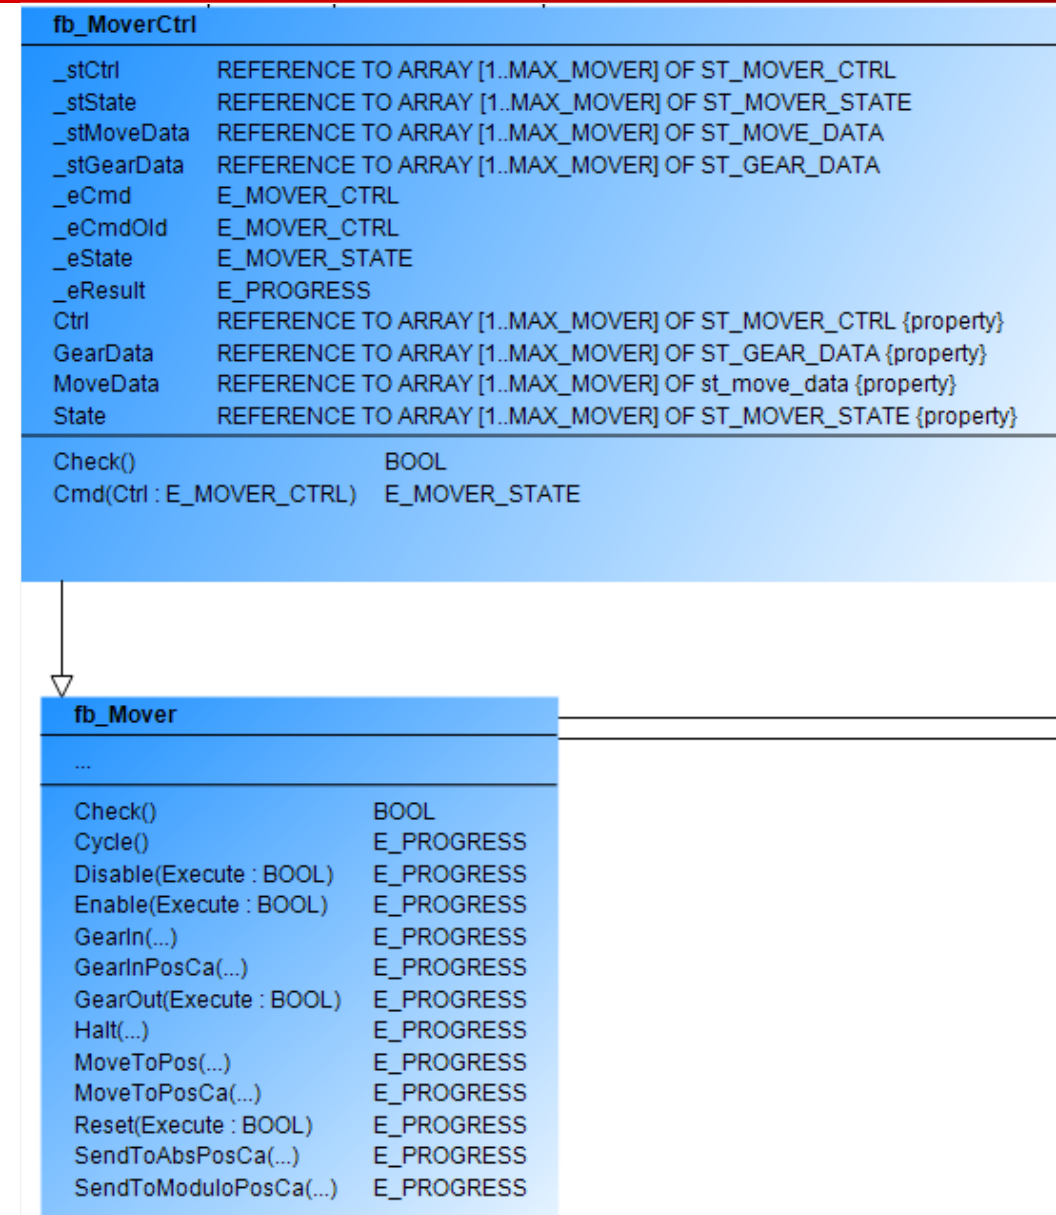 fb_MoverCtrl
_stCtrl REFERENCE TO ARRAY [1..MAX_MOVER] OF ST_MOVER_CTRL
_stState REFERENCE TO ARRAY [1..MAX_MOVER] OF ST_MOVER_STATE
_stMoveData REFERENCE TO ARRAY [1..MAX_MOVER] OF ST_MOVE_DATA
_stGearData REFERENCE TO ARRAY [1..MAX_MOVER] OF ST_GEAR_DATA
_eCmd E_MOVER_CTRL
_eCmdOld E_MOVER_CTRL
_eState E_MOVER_STATE
_eResult E_PROGRESS
Ctrl REFERENCE TO ARRAY [1..MAX_MOVER] OF ST_MOVER_CTRL {property}
GearData REFERENCE TO ARRAY [1..MAX_MOVER] OF ST_GEAR_DATA {property}
MoveData REFERENCE TO ARRAY [1..MAX_MOVER] OF st_move_data {property}
State REFERENCE TO ARRAY [1..MAX_MOVER] OF ST_MOVER_STATE {property}
Check() BOOL
Cmd(Ctrl : E_MOVER_CTRL) E_MOVER_STATE
fb_Mover
...
Check() BOOL
Cycle() E_PROGRESS
Disable(Execute : BOOL) E_PROGRESS
Enable(Execute : BOOL) E_PROGRESS
GearIn(...) E_PROGRESS
GearInPosCa(...) E_PROGRESS
GearOut(Execute : BOOL) E_PROGRESS
Halt(...) E_PROGRESS
MoveToPos(...) E_PROGRESS
MoveToPosCa(...) E_PROGRESS
Reset(Execute : BOOL) E_PROGRESS
SendToAbsPosCa(...) E_PROGRESS
SendToModuloPosCa(...) E_PROGRESS